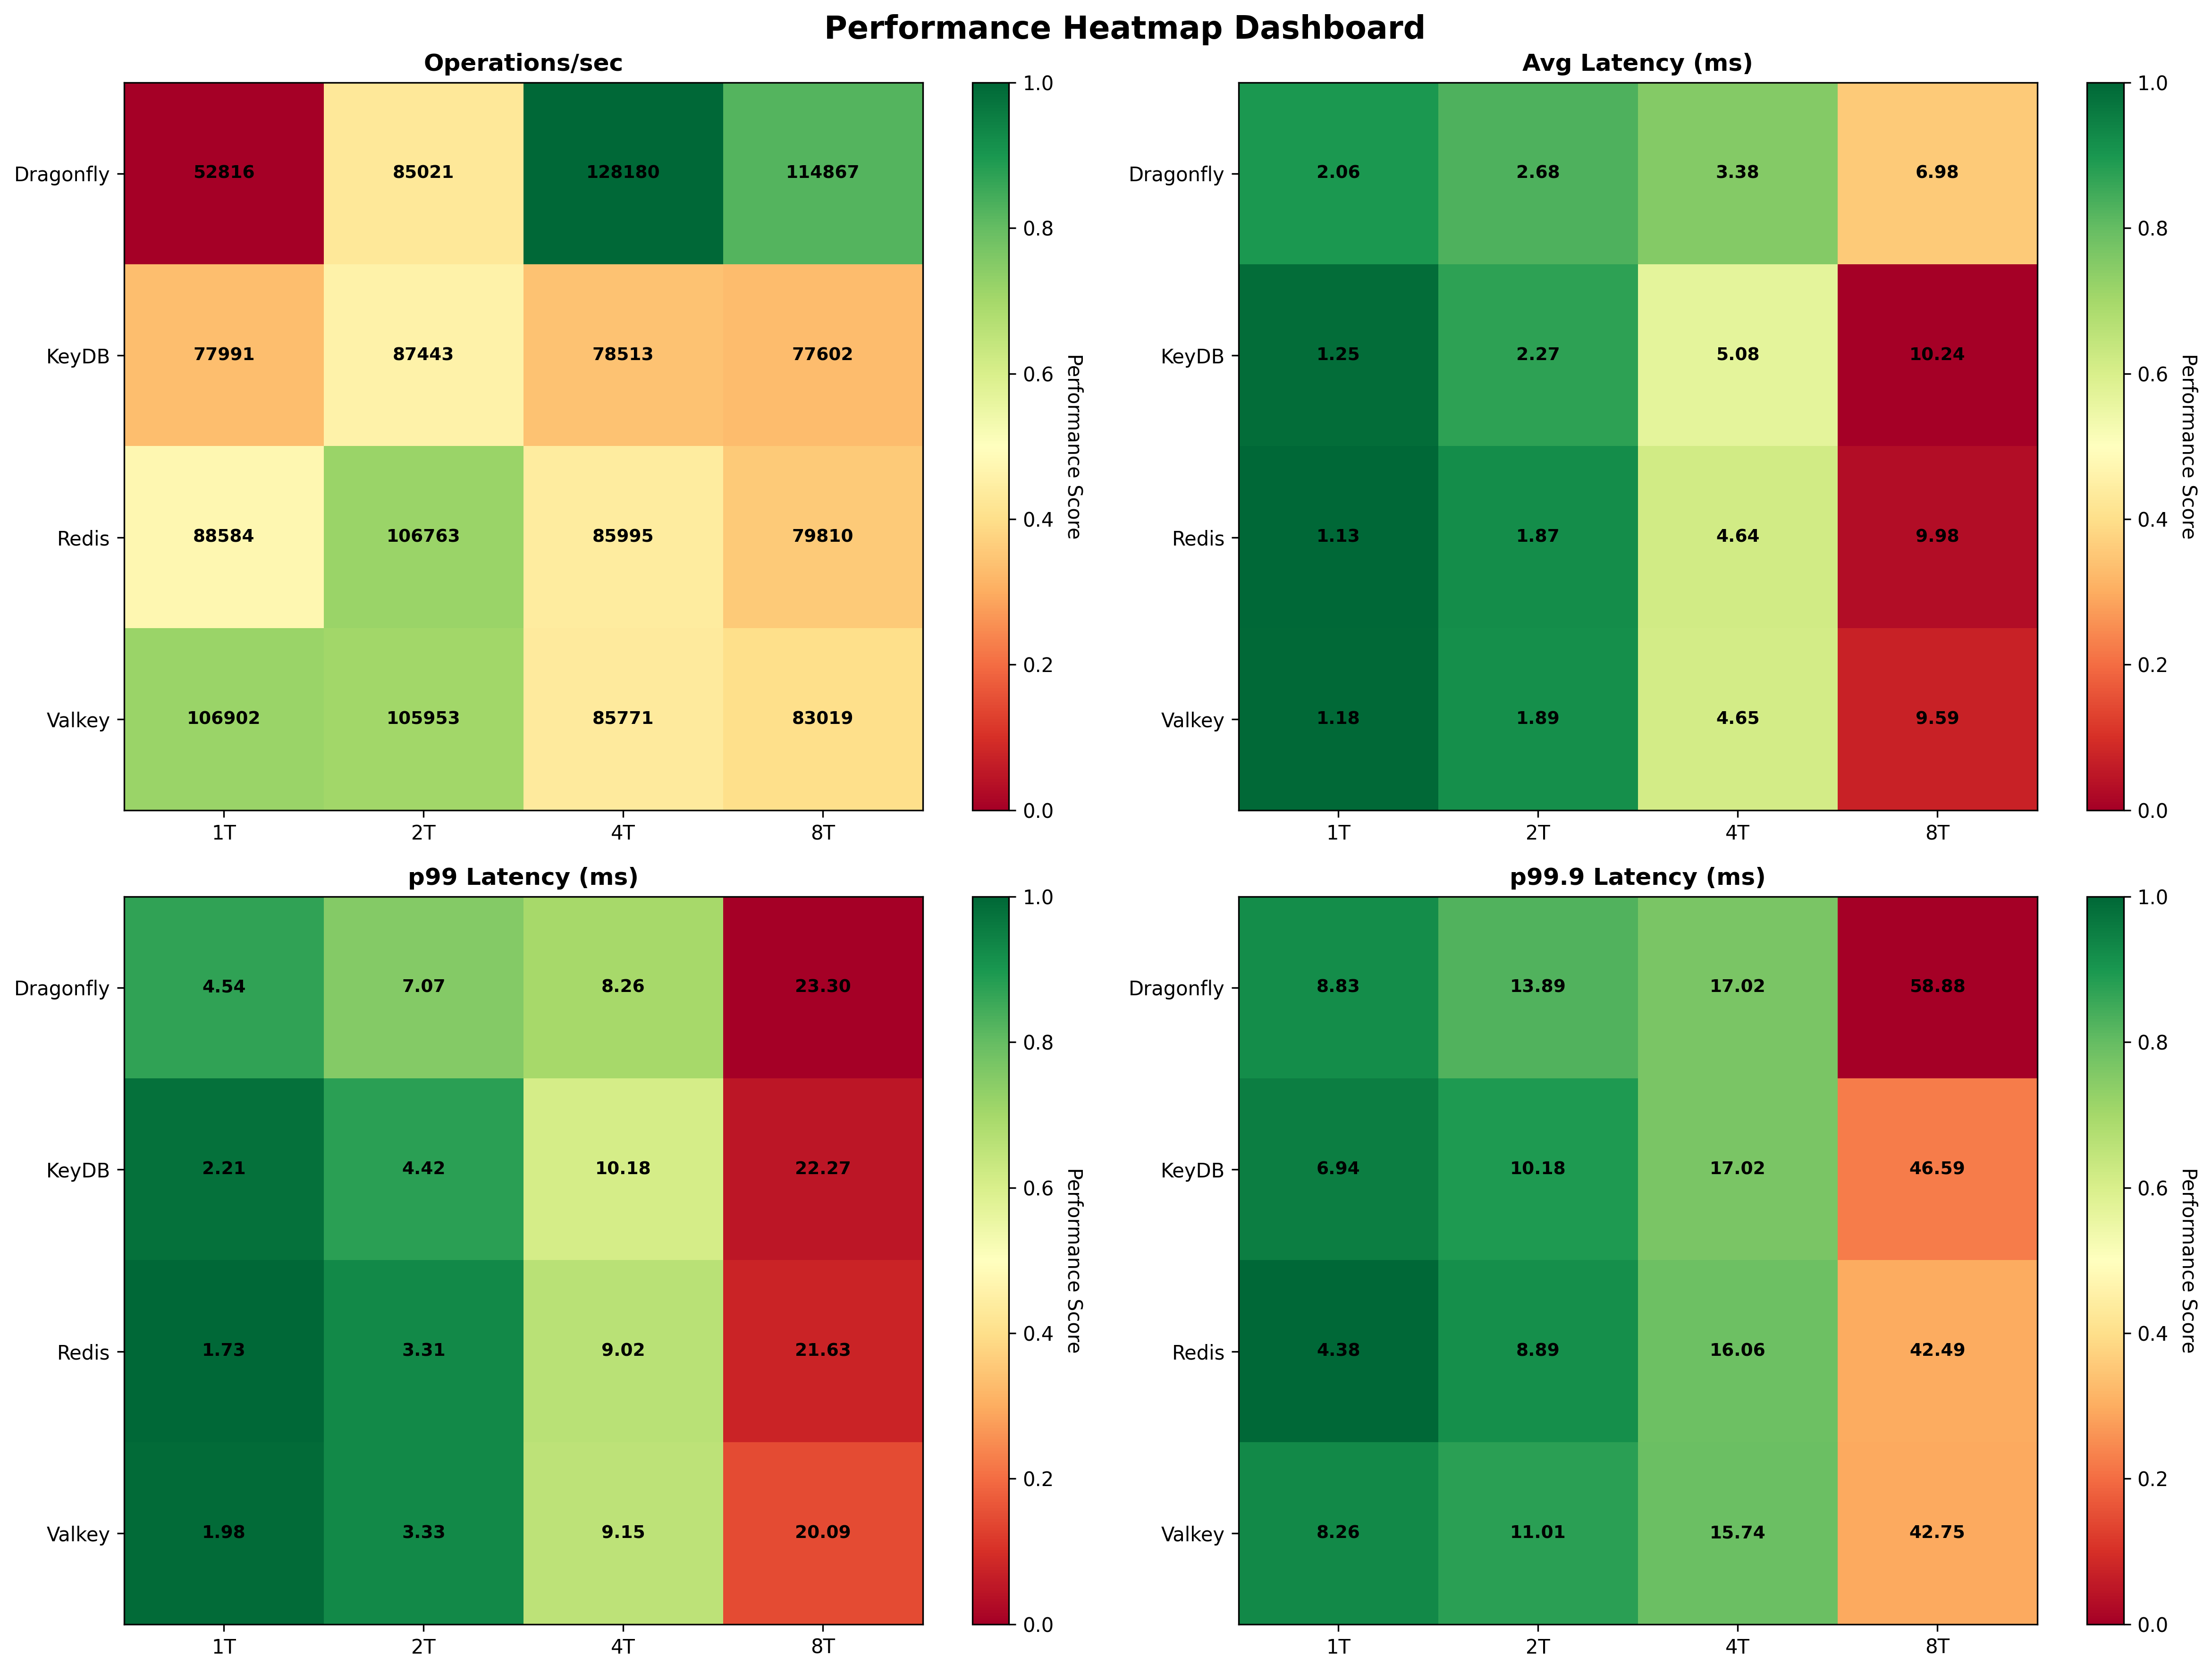 Performance Heatmap Dashboard
Operations/sec
Dragonfly 52816 85021 128180 114867
KeyDB 77991 87443 78513 77602
Redis 88584 106763 85995 79810
Valkey 106902 105953 85771 83019
1T 2T 4T 8T
1.0
0.8
0.6
0.4
0.2
0.0
Performance Score
Avg Latency (ms)
Dragonfly 2.06 2.68 3.38 6.98
KeyDB 1.25 2.27 5.08 10.24
Redis 1.13 1.87 4.64 9.98
Valkey 1.18 1.89 4.65 9.59
1T 2T 4T 8T
1.0
0.8
0.6
0.4
0.2
0.0
Performance Score
p99 Latency (ms)
Dragonfly 4.54 7.07 8.26 23.30
KeyDB 2.21 4.42 10.18 22.27
Redis 1.73 3.31 9.02 21.63
Valkey 1.98 3.33 9.15 20.09
1T 2T 4T 8T
1.0
0.8
0.6
0.4
0.2
0.0
Performance Score
p99.9 Latency (ms)
Dragonfly 8.83 13.89 17.02 58.88
KeyDB 6.94 10.18 17.02 46.59
Redis 4.38 8.89 16.06 42.49
Valkey 8.26 11.01 15.74 42.75
1T 2T 4T 8T
1.0
0.8
0.6
0.4
0.2
0.0
Performance Score